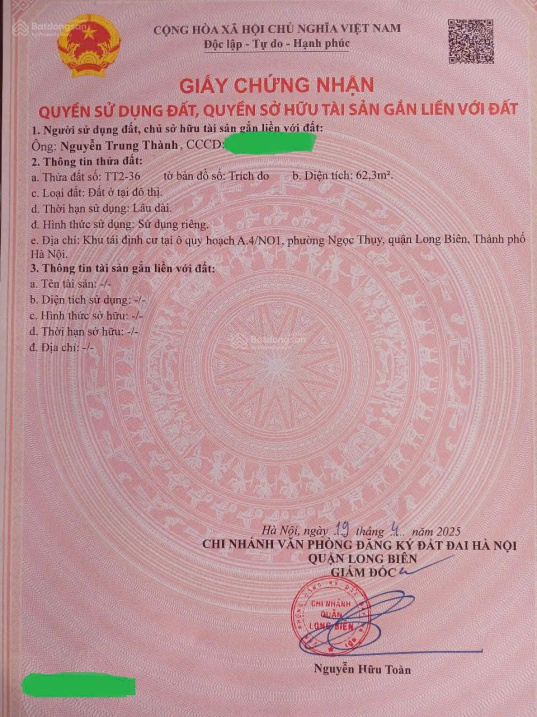 Batdongsan
CỘNG HÒA XÃ HỘI CHỦ NGHĨA VIỆT NAM
Độc lập - Tự do - Hạnh phúc
GIẤY CHỨNG NHẬN
QUYỀN SỬ DỤNG ĐẤT, QUYỀN SỞ HỮU TÀI SẢN GẮN LIỀN VỚI ĐẤT
1. Người sử dụng đất, chủ sở hữu tài sản gắn liền với đất:
Ông: Nguyễn Trung Thành, CCCD:
2. Thông tin thửa đất:
a. Thửa đất số: TT2-36 tờ bản đồ số: Trích đo b. Diện tích: 62,3m².
c. Loại đất: Đất ở tại đô thị.
d. Thời hạn sử dụng: Lâu dài.
đ. Hình thức sử dụng: Sử dụng riêng.
e. Địa chỉ: Khu tái định cư tại ô quy hoạch A.4/NO1, phường Ngọc Thụy, quận Long Biên, Thành phố
Hà Nội.
3. Thông tin tài sản gắn liền với đất:
a. Tên tài sản: -/-
b. Diện tích sử dụng: -/-
c. Hình thức sở hữu: -/-
d. Thời hạn sở hữu: -/-
đ. Địa chỉ: -/-
Batdongsan
Hà Nội, ngày 19 tháng 4 năm 2025
CHI NHÁNH VĂN PHÒNG ĐĂNG KÝ ĐẤT ĐAI HÀ NỘI
QUẬN LONG BIÊN
GIÁM ĐỐC
CHI NHÁNH
QUẬN
LONG BIÊN
Nguyễn Hữu Toàn